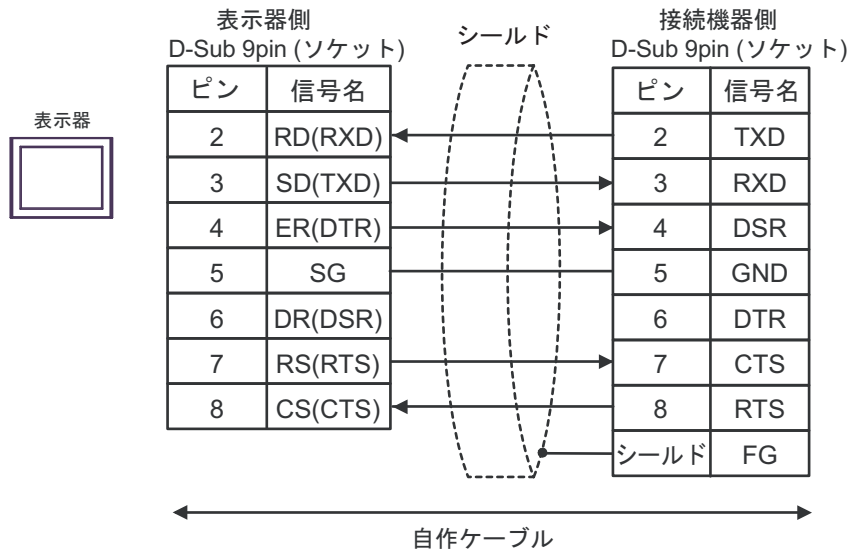 表示器側
D-Sub 9pin (ソケット)
シールド
接続機器側
D-Sub 9pin (ソケット)
表示器
ピン 信号名
2 RD(RXD)
3 SD(TXD)
4 ER(DTR)
5 SG
6 DR(DSR)
7 RS(RTS)
8 CS(CTS)
ピン 信号名
2 TXD
3 RXD
4 DSR
5 GND
6 DTR
7 CTS
8 RTS
シールド FG
自作ケーブル